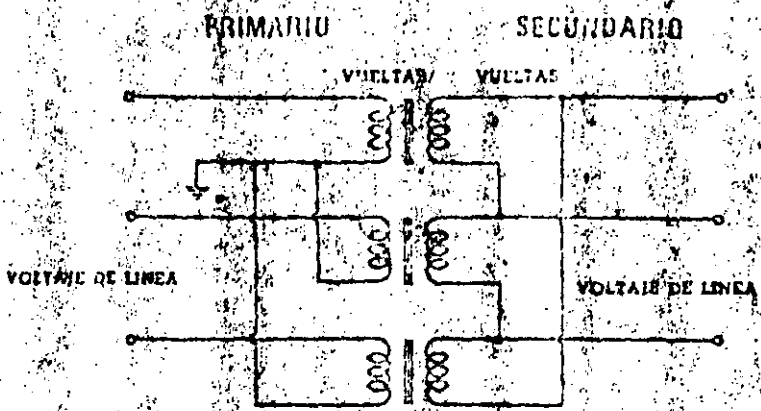 PRIMARIO SECUNDARIO
VUELTAS/ VUELTAS
VOLTAJE DE LINEA VOLTAJE DE LINEA